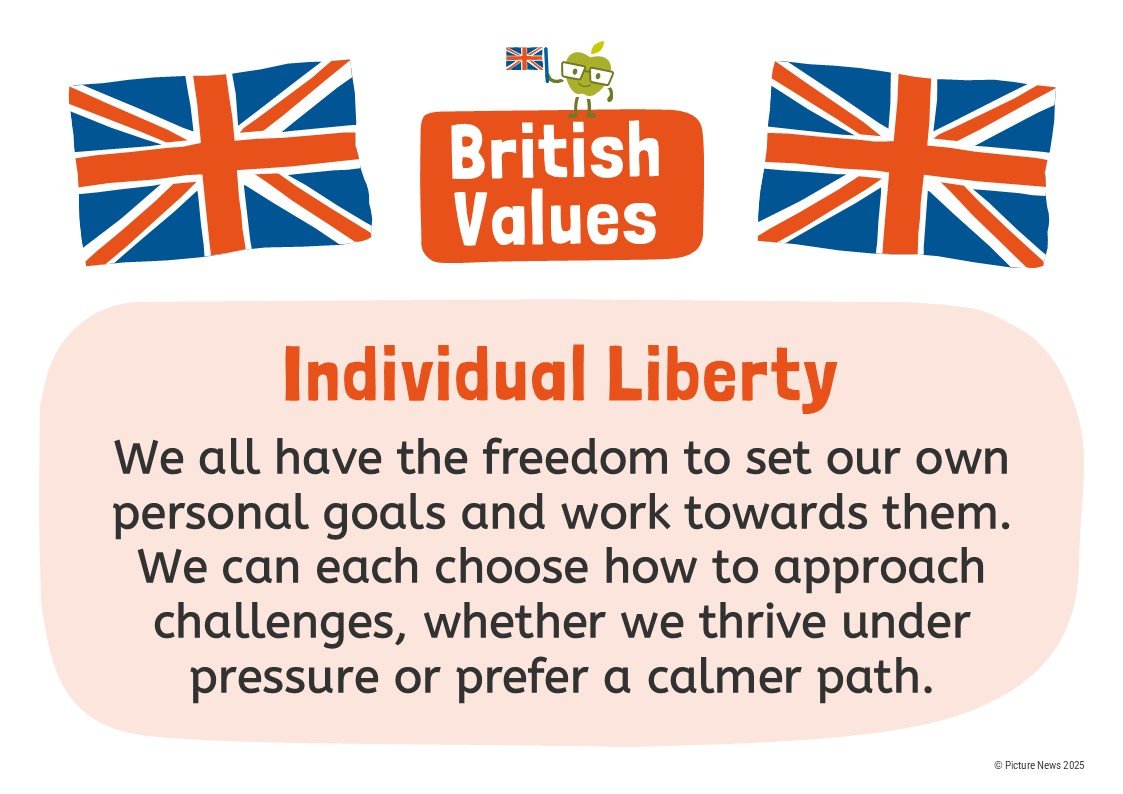 British
Values
Individual Liberty
We all have the freedom to set our own
personal goals and work towards them.
We can each choose how to approach
challenges, whether we thrive under
pressure or prefer a calmer path.
© Picture News 2025